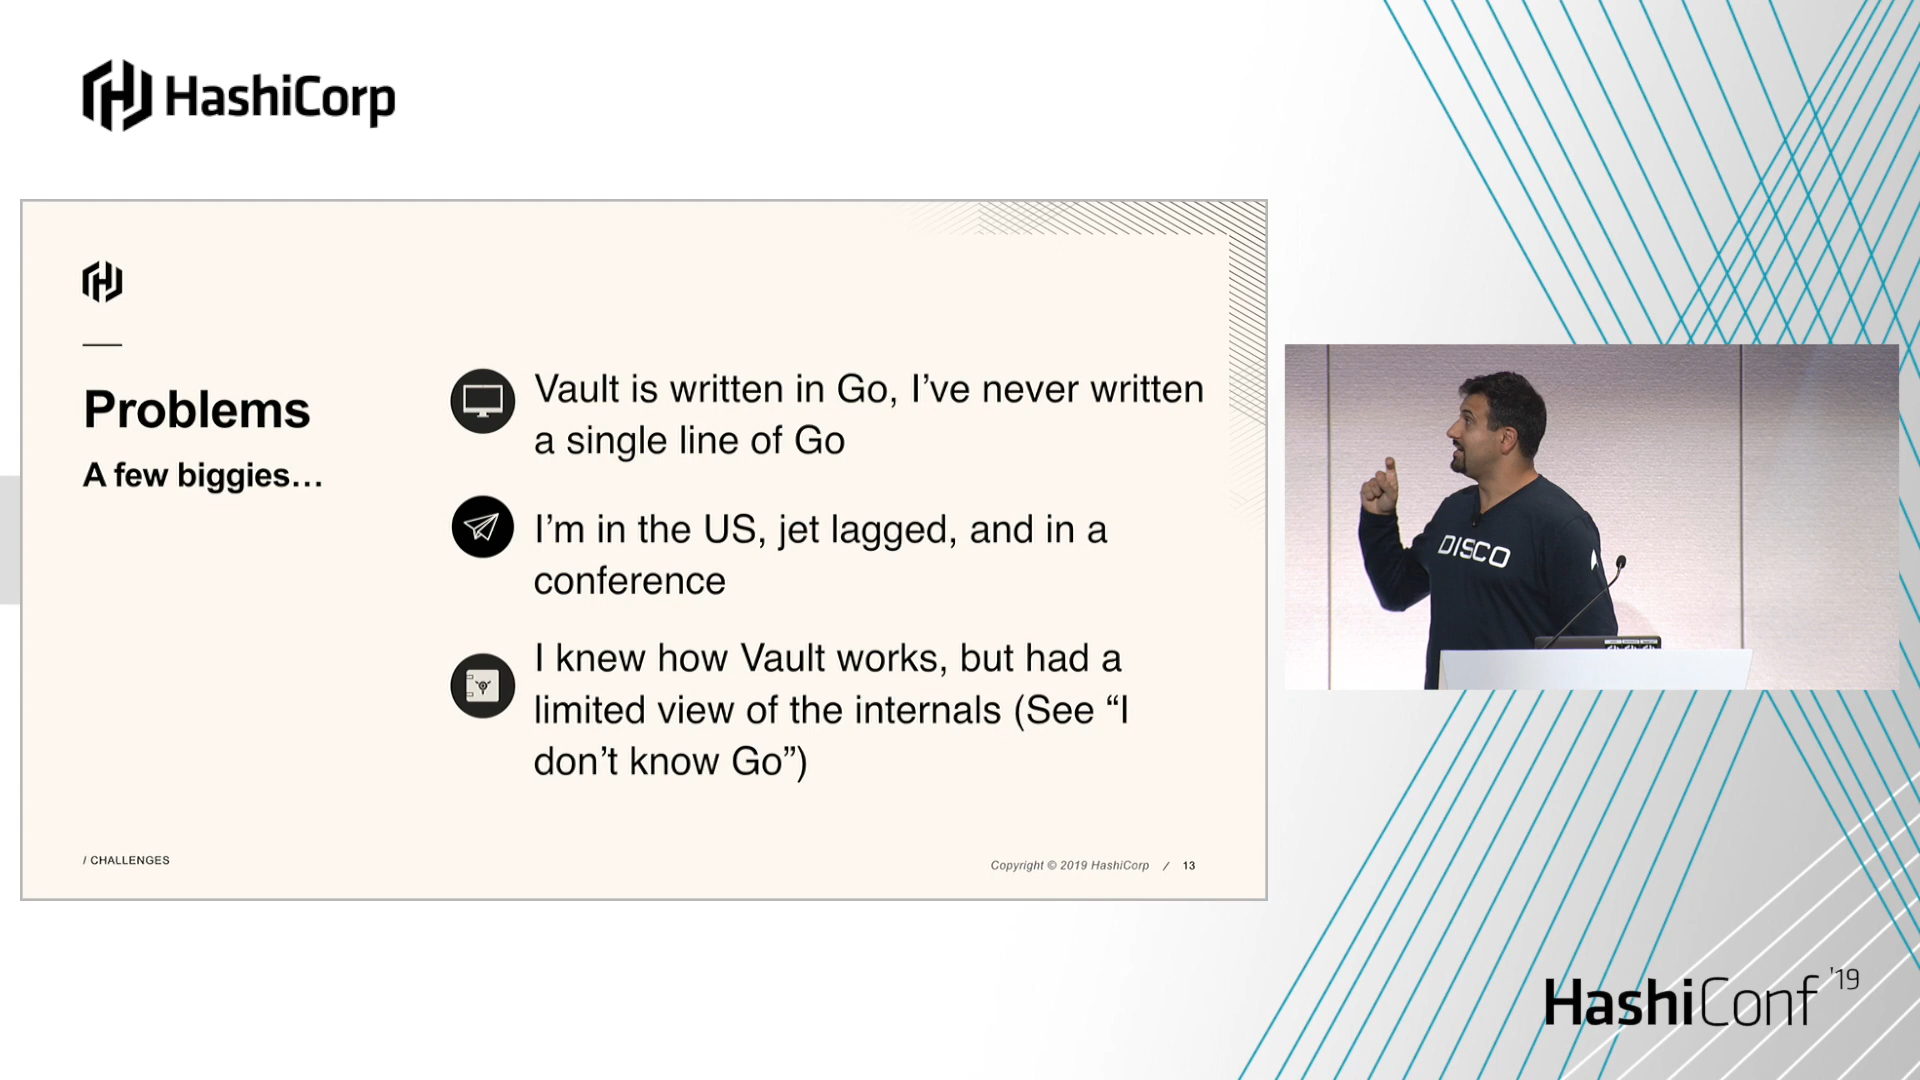 HashiCorp
Problems
A few biggies…
Vault is written in Go, I’ve never written
a single line of Go
I’m in the US, jet lagged, and in a
conference
I knew how Vault works, but had a
limited view of the internals (See “I
don’t know Go”)
/ CHALLENGES
Copyright © 2019 HashiCorp / 13
DISCO
HashiConf '19